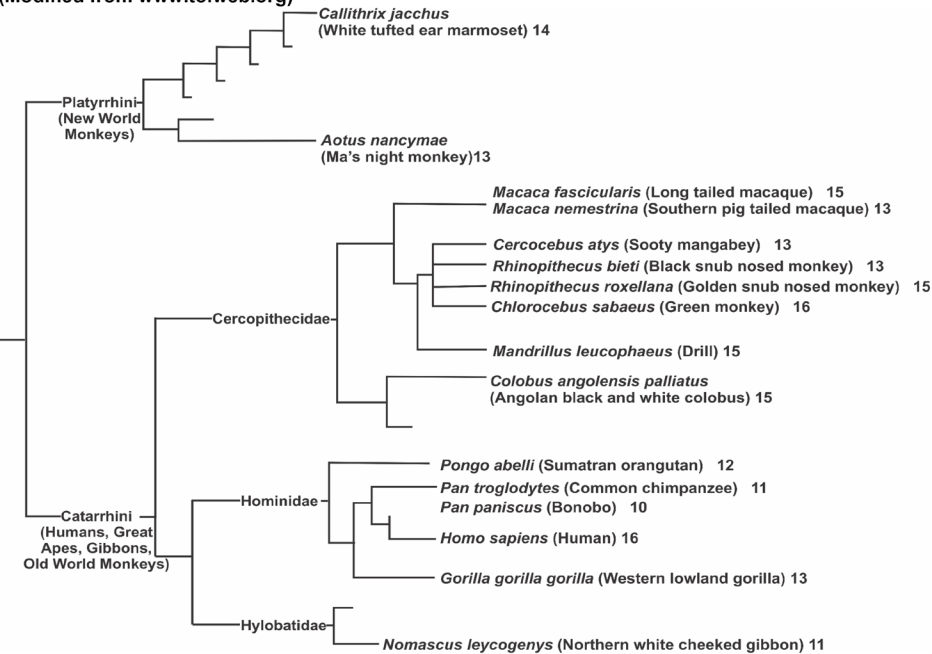 (Modified from www.tolweb.org)
Callithrix jacchus
(White tufted ear marmoset) 14
Platyrrhini
(New World
Monkeys)
Aotus nancymae
(Ma's night monkey)13
Macaca fascicularis (Long tailed macaque) 15
Macaca nemestrina (Southern pig tailed macaque) 13
Cercocebus atys (Sooty mangabey) 13
Rhinopithecus bieti (Black snub nosed monkey) 13
Rhinopithecus roxellana (Golden snub nosed monkey) 15
Chlorocebus sabaeus (Green monkey) 16
Cercopithecidae
Mandrillus leucophaeus (Drill) 15
Colobus angolensis palliatus
(Angolan black and white colobus) 15
Pongo abelli (Sumatran orangutan) 12
Pan troglodytes (Common chimpanzee) 11
Hominidae
Pan paniscus (Bonobo) 10
Catarrhini
(Humans, Great
Apes, Gibbons,
Old World Monkeys)
Homo sapiens (Human) 16
Gorilla gorilla gorilla (Western lowland gorilla) 13
Hylobatidae
Nomascus leycogenys (Northern white cheeked gibbon) 11